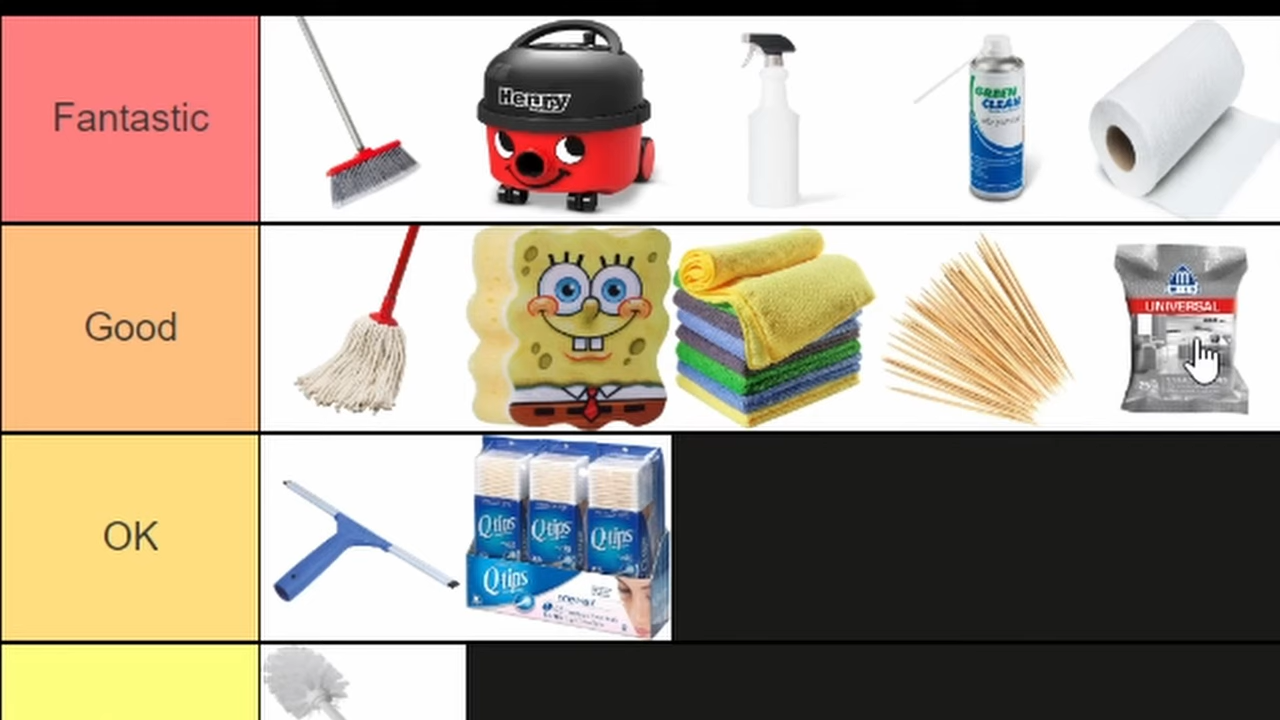 Fantastic
Henry
GREEN
CLEAN
Good
UNIVERSAL
OK
Q-tips Q-tips Q-tips
Q-tips